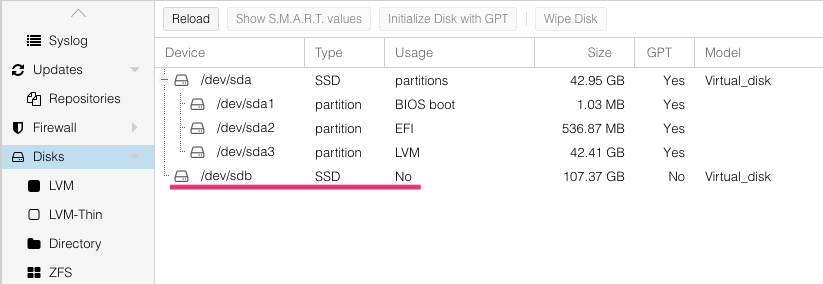 Reload Show S.M.A.R.T. values Initialize Disk with GPT Wipe Disk
Syslog
Updates
Repositories
Firewall
Disks
LVM
LVM-Thin
Directory
ZFS
Device Type Usage Size GPT Model
/dev/sda SSD partitions 42.95 GB Yes Virtual_disk
/dev/sda1 partition BIOS boot 1.03 MB Yes
/dev/sda2 partition EFI 536.87 MB Yes
/dev/sda3 partition LVM 42.41 GB Yes
/dev/sdb SSD No 107.37 GB No Virtual_disk